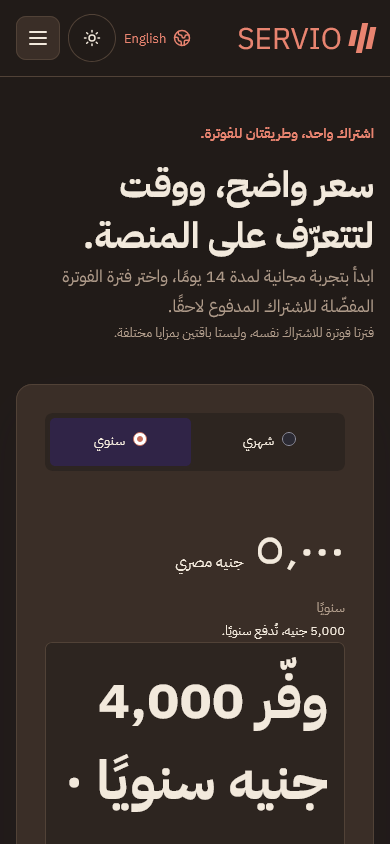 SERVIO
English
اشتراك واحد، وطريقتان للفوترة.
سعر واضح، ووقت
لتتعرّف على المنصة.
ابدأ بتجربة مجانية لمدة 14 يومًا، واختر فترة الفوترة
المفضّلة للاشتراك المدفوع لاحقًا.
فترتا فوترة للاشتراك نفسه، وليستا باقتين بمزايا مختلفة.
شهري
سنوي
٥,٠٠٠ جنيه مصري
سنويًا
5,000 جنيه، تُدفع سنويًا.
وفّر 4,000
جنيه سنويًا ·